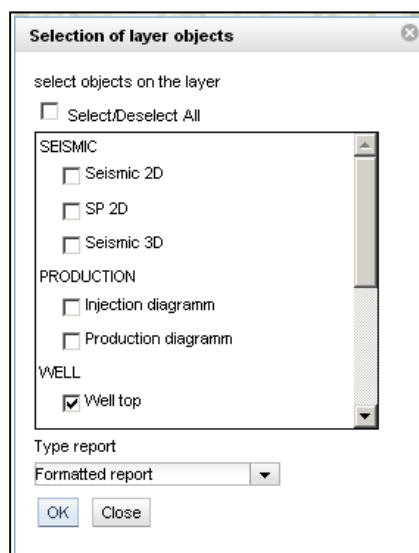 Selection of layer objects
select objects on the layer
Select/Deselect All
SEISMIC
Seismic 2D
SP 2D
Seismic 3D
PRODUCTION
Injection diagramm
Production diagramm
WELL
Well top
Type report
Formatted report
OK Close